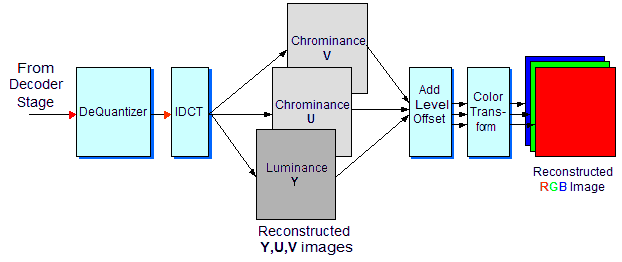 From
Decoder
Stage
DeQuantizer
IDCT
Chrominance
V
Chrominance
U
Luminance
Y
Reconstructed
Y,U,V images
Add
Level
Offset
Color
Trans-
form
Reconstructed
RGB Image